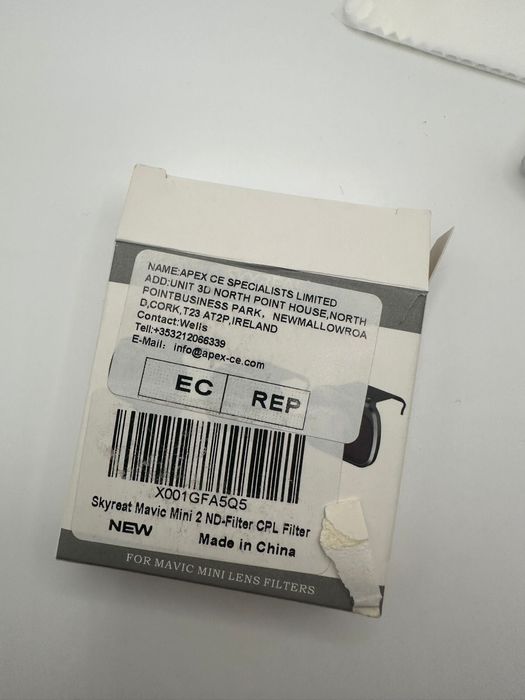 NAME:APEX CE SPECIALISTS LIMITED
ADD:UNIT 3D NORTH POINT HOUSE,NORTH
POINTBUSINESS PARK, NEWMALLOWROA
D,CORK,T23 AT2P,IRELAND
Contact:Wells
Tell:+353212066339
E-Mail: info@apex-ce.com
EC REP
X001GFA5Q5
Skyreat Mavic Mini 2 ND-Filter CPL Filter
NEW Made in China
FOR MAVIC MINI LENS FILTERS